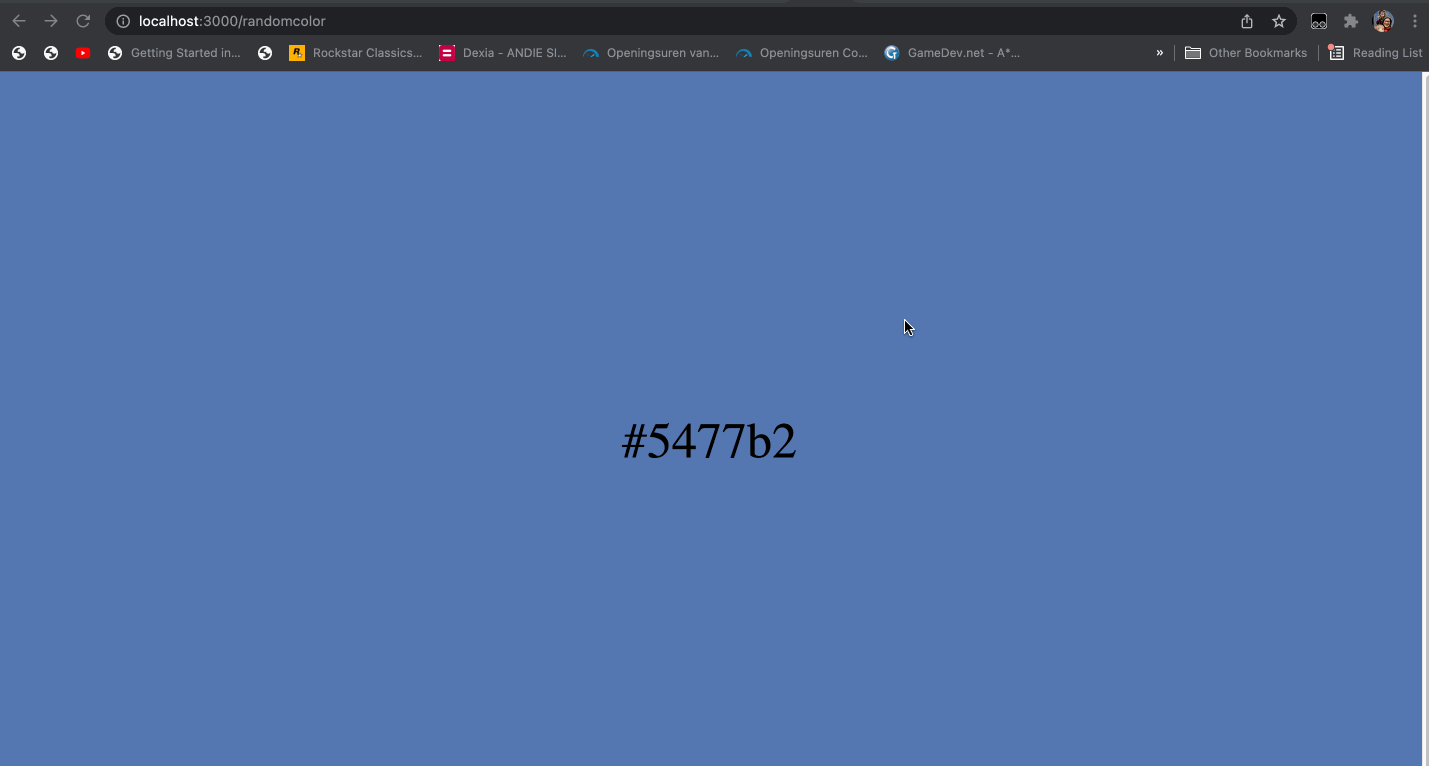 localhost:3000/randomcolor
Getting Started in... Rockstar Classics... Dexia - ANDIE Sl... Openingsuren van... Openingsuren Co... GameDev.net - A*... » Other Bookmarks Reading List
#5477b2